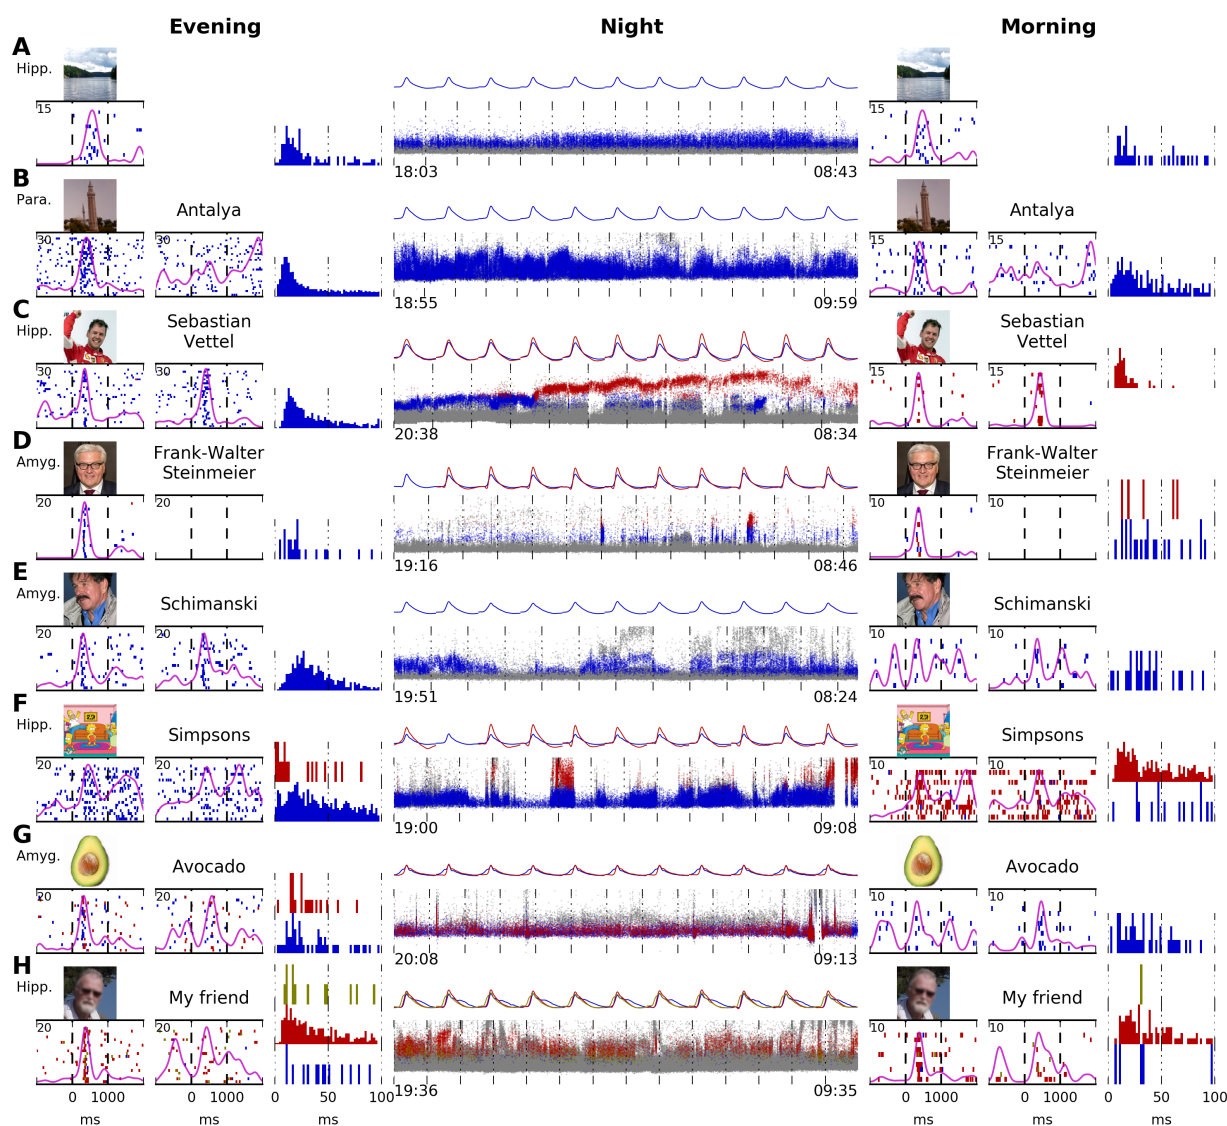 Evening Night Morning
A
Hipp.
15 15
18:03 08:43
B
Para.
Antalya Antalya
30 30 15 15
18:55 09:59
C
Hipp.
Sebastian Vettel Sebastian Vettel
30 30 15 15
20:38 08:34
D
Amyg.
Frank-Walter Steinmeier Frank-Walter Steinmeier
20 20 10 10
19:16 08:46
E
Amyg.
Schimanski Schimanski
20 20 10 10
19:51 08:24
F
Hipp.
Simpsons Simpsons
20 20 20 20
19:00 09:08
G
Amyg.
Avocado Avocado
20 20 10 10
20:08 09:13
H
Hipp.
My friend My friend
20 20 10 10
19:36 09:35
0 1000 0 1000 0 50 100 0 1000 0 1000 0 50 100
ms ms ms ms ms ms